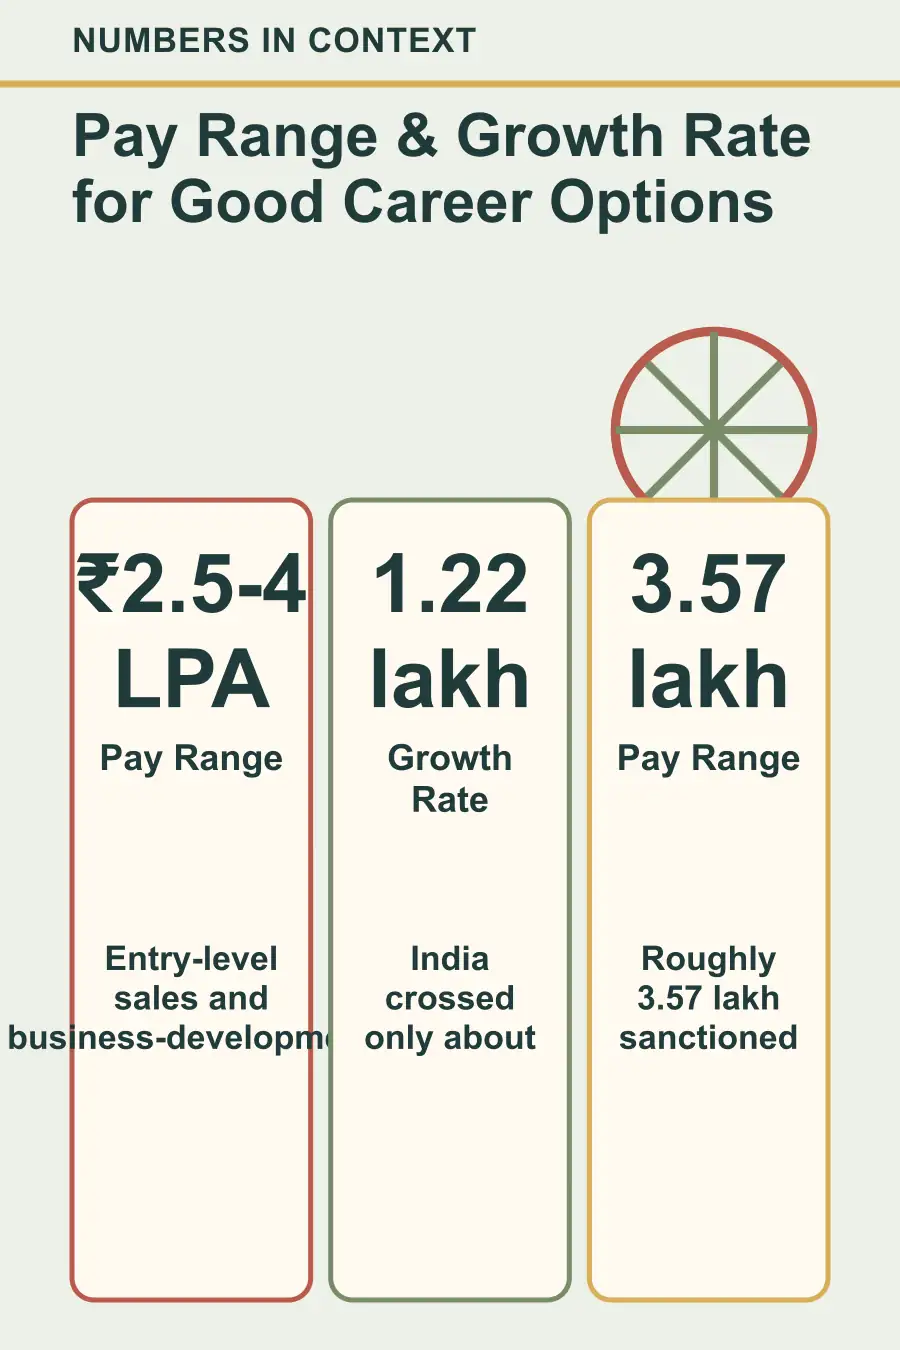 NUMBERS IN CONTEXT
Pay Range & Growth Rate
for Good Career Options
₹2.5-4
LPA
Pay Range
Entry-level
sales and
business-developm
1.22
lakh
Growth
Rate
India
crossed
only about
3.57
lakh
Pay Range
Roughly
3.57 lakh
sanctioned